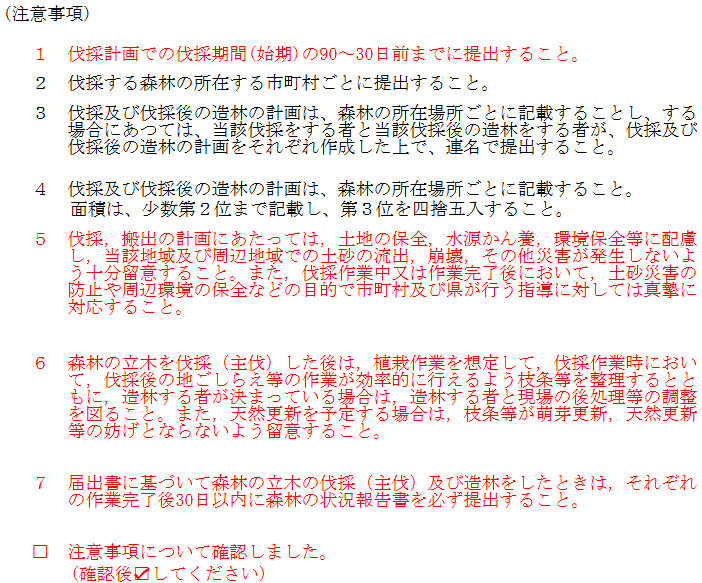 (注意事項)
１　伐採計画での伐採期間(始期)の90～30日前までに提出すること。
２　伐採する森林の所在する市町村ごとに提出すること。
３　伐採及び伐採後の造林の計画は、森林の所在場所ごとに記載することとし、する
場合にあつては、当該伐採をする者と当該伐採後の造林をする者が、伐採及び
伐採後の造林の計画をそれぞれ作成した上で、連名で提出すること。
４　伐採及び伐採後の造林の計画は、森林の所在場所ごとに記載すること。
面積は、少数第２位まで記載し、第３位を四捨五入すること。
５　伐採，搬出の計画にあたっては，土地の保全，水源かん養，環境保全等に配慮
し，当該地域及び周辺地域での土砂の流出，崩壊，その他災害が発生しないよ
う十分留意すること。また，伐採作業中又は作業完了後において，土砂災害の
防止や周辺環境の保全などの目的で市町村及び県が行う指導に対しては真摯に
対応すること。
６　森林の立木を伐採（主伐）した後は，植栽作業を想定して，伐採作業時におい
て，伐採後の地ごしらえ等の作業が効率的に行えるよう枝条等を整理するとと
もに，造林する者が決まっている場合は，造林する者と現場の後処理等の調整
を図ること。また，天然更新を予定する場合は，枝条等が萌芽更新，天然更新
等の妨げとならないよう留意すること。
７　届出書に基づいて森林の立木の伐採（主伐）及び造林をしたときは，それぞれ
の作業完了後30日以内に森林の状況報告書を必ず提出すること。
□　注意事項について確認しました。
（確認後☑してください）